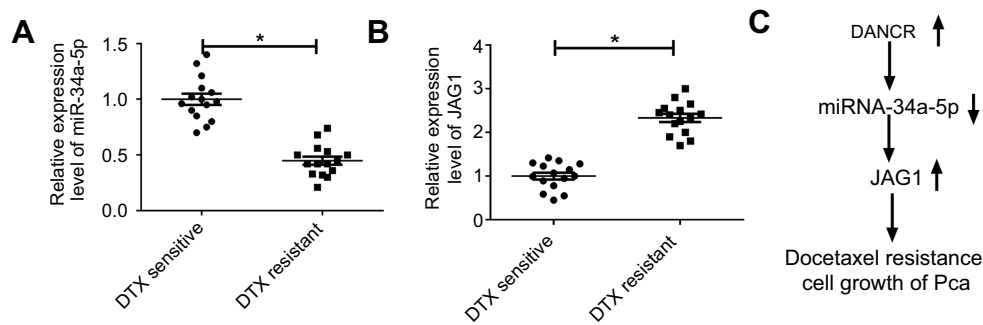 A
Relative expression
level of miR-34a-5p
1.5
1.0
0.5
0.0
*
DTX sensitive
DTX resistant
B
Relative expression
level of JAG1
4
3
2
1
0
*
DTX sensitive
DTX resistant
C
DANCR
miRNA-34a-5p
JAG1
Docetaxel resistance
cell growth of Pca